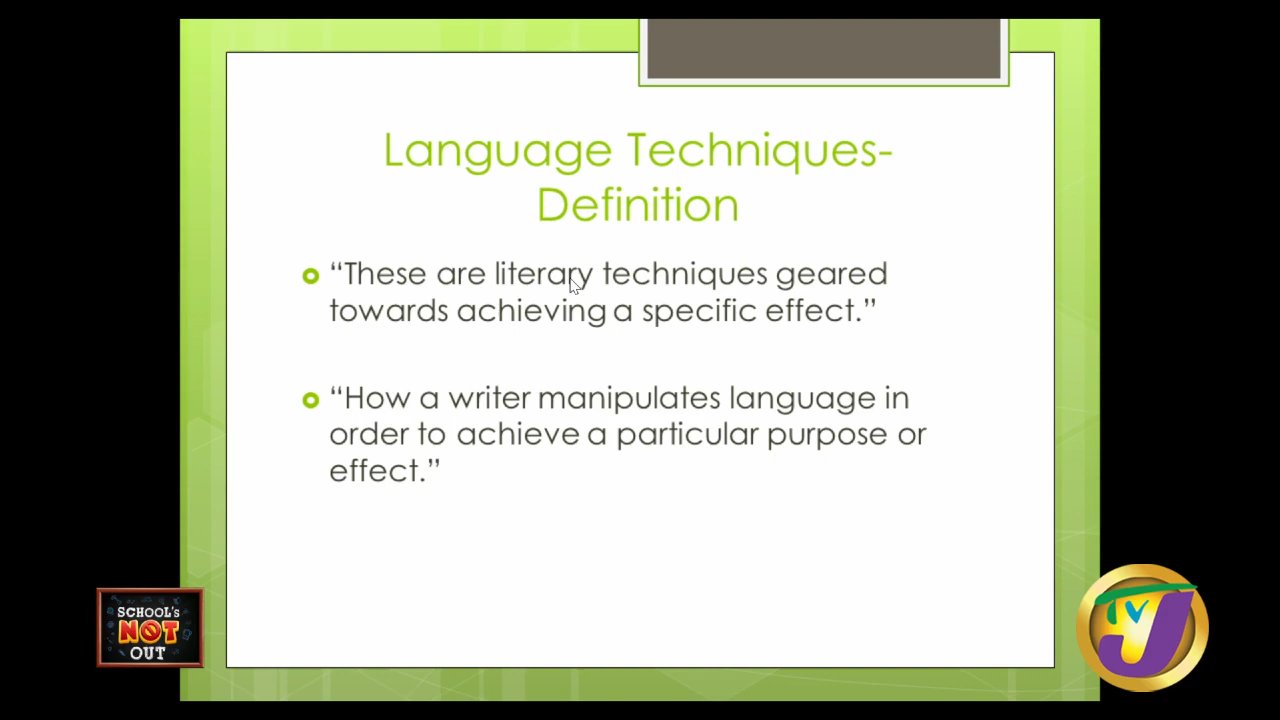 Language Techniques-
Definition
“These are literary techniques geared
towards achieving a specific effect.”
“How a writer manipulates language in
order to achieve a particular purpose or
effect.”
SCHOOL's
NOT
OUT
TVJ